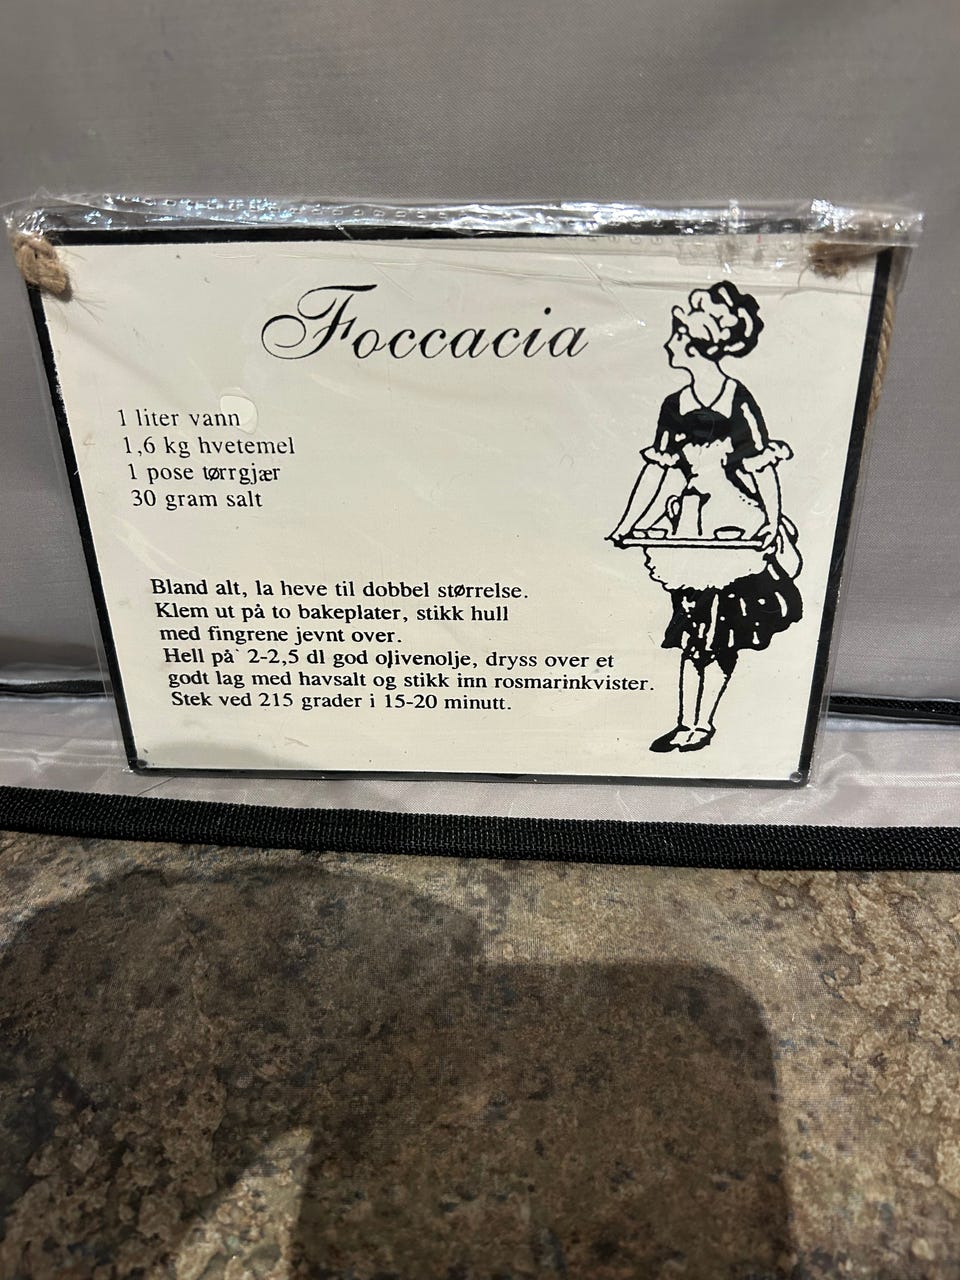 Foccacia
1 liter vann
1,6 kg hvetemel
1 pose tørrgjær
30 gram salt
Bland alt, la heve til dobbel størrelse.
Klem ut på to bakeplater, stikk hull
med fingrene jevnt over.
Hell på 2-2,5 dl god olivenolje, dryss over et
godt lag med havsalt og stikk inn rosmarinkvister.
Stek ved 215 grader i 15-20 minutt.